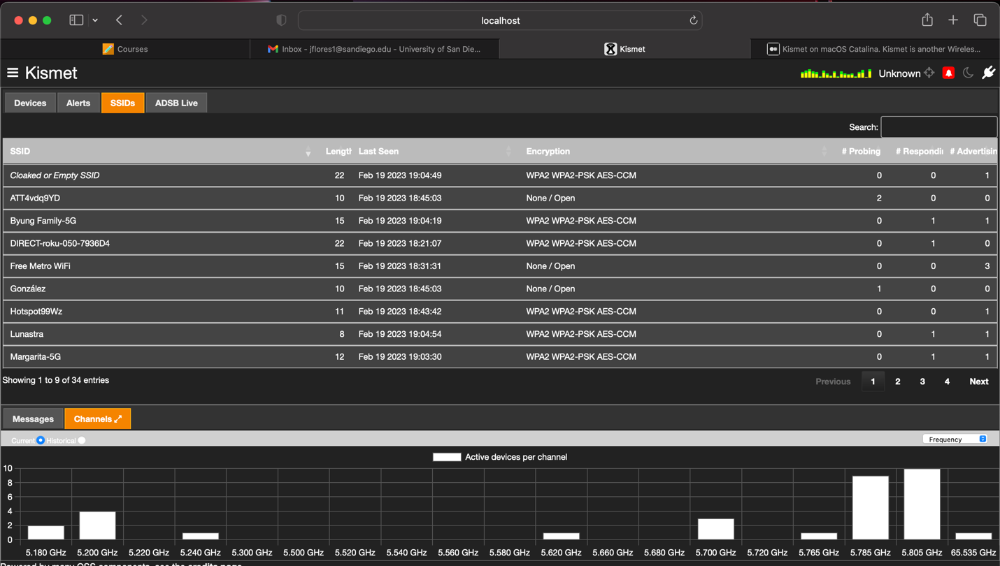 localhost
Courses
Inbox - jflores1@sandiego.edu - University of San Die...
Kismet
Kismet on macOS Catalina. Kismet is another Wireles...
Kismet
Unknown
Devices Alerts SSIDs ADSB Live
Search:
SSID Length Last Seen Encryption # Probing # Respondin # Advertisin
Cloaked or Empty SSID 22 Feb 19 2023 19:04:49 WPA2 WPA2-PSK AES-CCM 0 0 1
ATT4vdq9YD 10 Feb 19 2023 18:45:03 None / Open 2 0 0
Byung Family-5G 15 Feb 19 2023 19:04:19 WPA2 WPA2-PSK AES-CCM 0 1 1
DIRECT-roku-050-7936D4 22 Feb 19 2023 18:21:07 WPA2 WPA2-PSK AES-CCM 0 1 0
Free Metro WiFi 15 Feb 19 2023 18:31:31 None / Open 0 0 3
González 10 Feb 19 2023 18:45:03 None / Open 1 0 0
Hotspot99Wz 11 Feb 19 2023 18:43:42 WPA2 WPA2-PSK AES-CCM 0 0 1
Lunastra 8 Feb 19 2023 19:04:54 WPA2 WPA2-PSK AES-CCM 0 1 1
Margarita-5G 12 Feb 19 2023 19:03:30 WPA2 WPA2-PSK AES-CCM 0 1 1
Showing 1 to 9 of 34 entries
Previous 1 2 3 4 Next
Messages Channels
Current Historical
Frequency
Active devices per channel
10
8
6
4
2
0
5.180 GHz 5.200 GHz 5.220 GHz 5.240 GHz 5.300 GHz 5.500 GHz 5.520 GHz 5.540 GHz 5.560 GHz 5.580 GHz 5.620 GHz 5.660 GHz 5.680 GHz 5.700 GHz 5.720 GHz 5.765 GHz 5.785 GHz 5.805 GHz 65.535 GHz
Powered by many OSS components, see the credits page